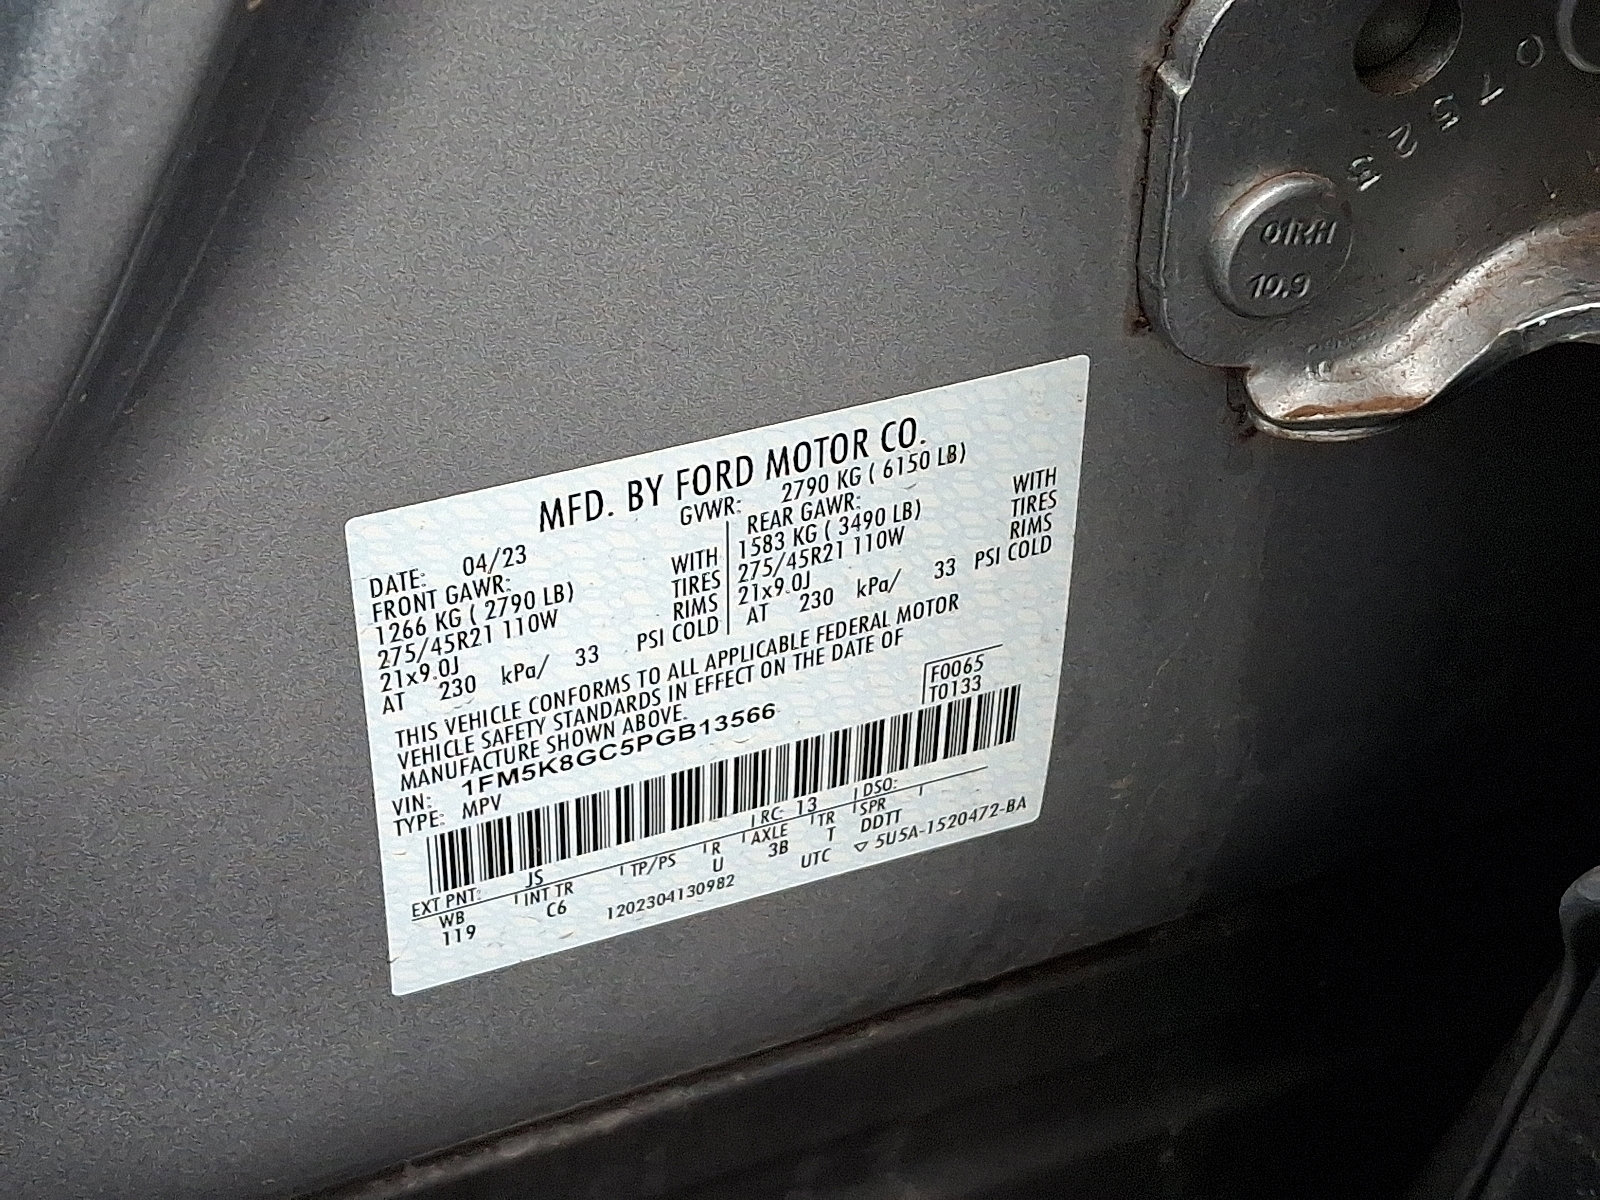 07525
01RH
10.9
MFD. BY FORD MOTOR CO.
DATE: 04/23 GVWR: 2790 KG ( 6150 LB)
FRONT GAWR: REAR GAWR:
1266 KG ( 2790 LB) WITH 1583 KG ( 3490 LB) WITH
275/45R21 110W TIRES 275/45R21 110W TIRES
21x9.0J RIMS 21x9.0J RIMS
AT 230 kPa/ 33 PSI COLD AT 230 kPa/ 33 PSI COLD
THIS VEHICLE CONFORMS TO ALL APPLICABLE FEDERAL MOTOR
VEHICLE SAFETY STANDARDS IN EFFECT ON THE DATE OF
MANUFACTURE SHOWN ABOVE.
VIN: 1FM5K8GC5PGB13566
TYPE: MPV
F0065
T0133
EXT PNT: JS RC: 13 DSO:
WB INT TR TP/PS R AXLE TR SPR
119 C6 U 3B T DDTT
1202304130982 UTC ▽ 5U5A-1520472-BA